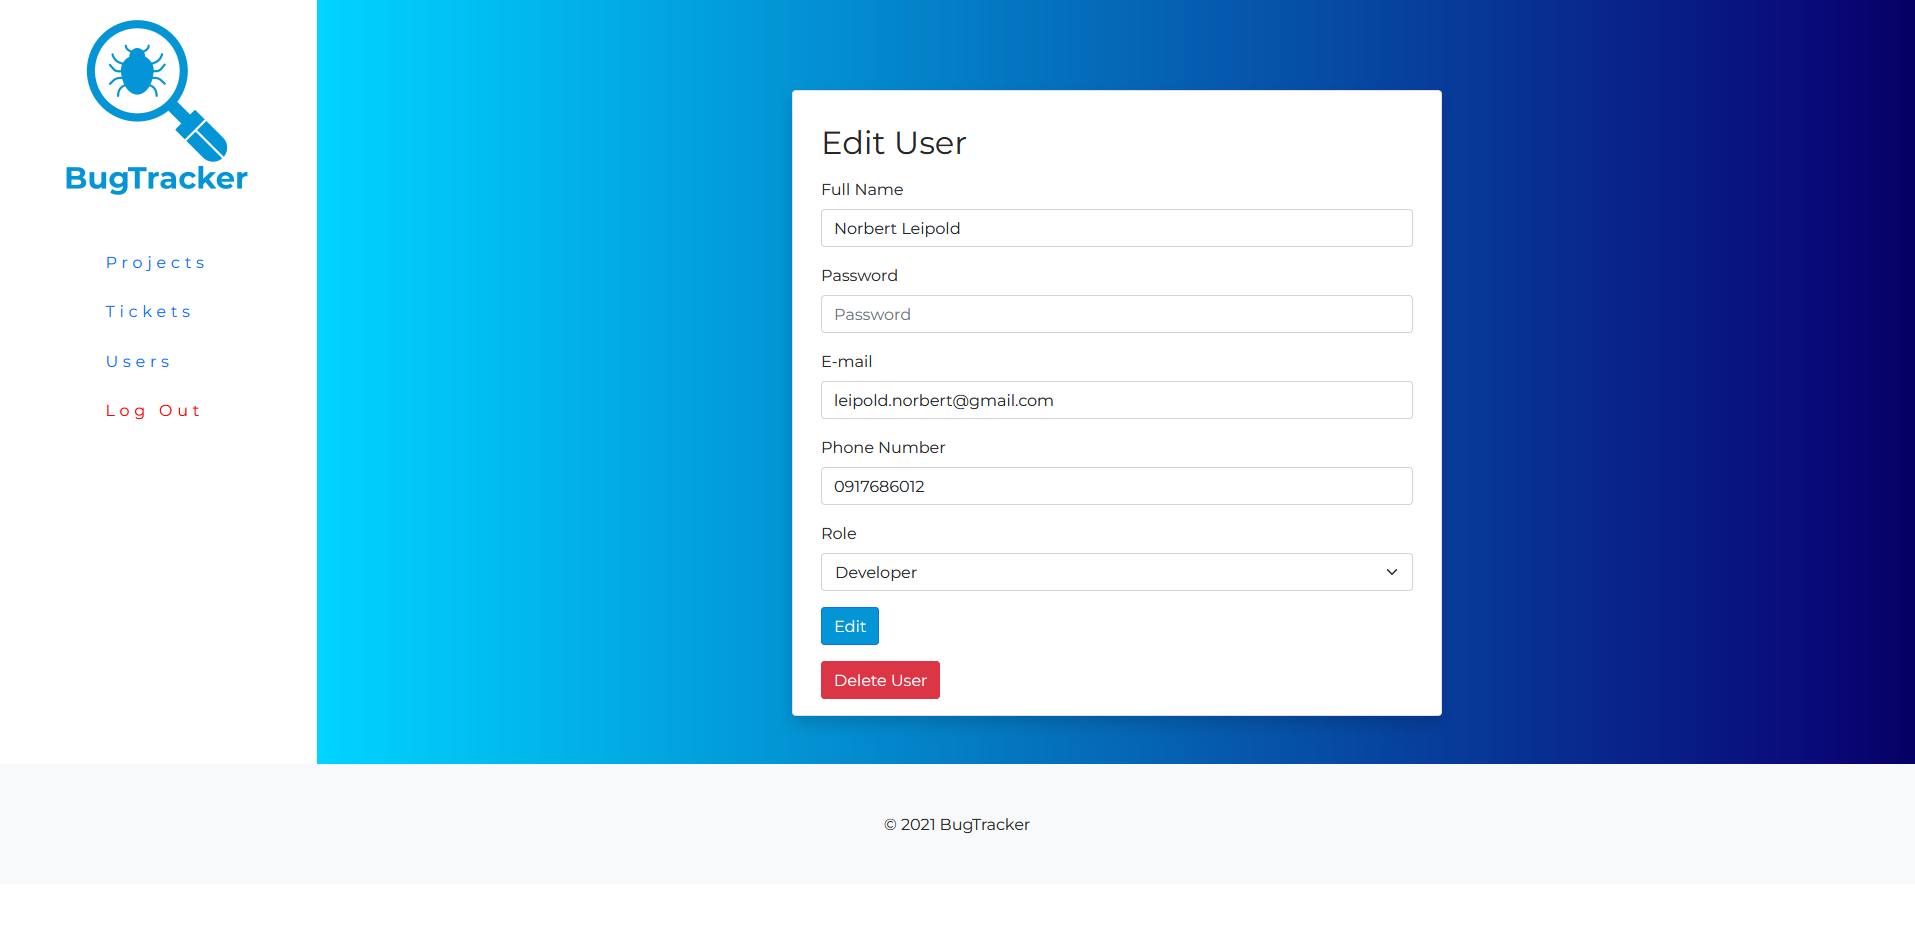 BugTracker
Projects
Tickets
Users
Log Out
Edit User
Full Name
Norbert Leipold
Password
Password
E-mail
leipold.norbert@gmail.com
Phone Number
0917686012
Role
Developer
Edit
Delete User
© 2021 BugTracker